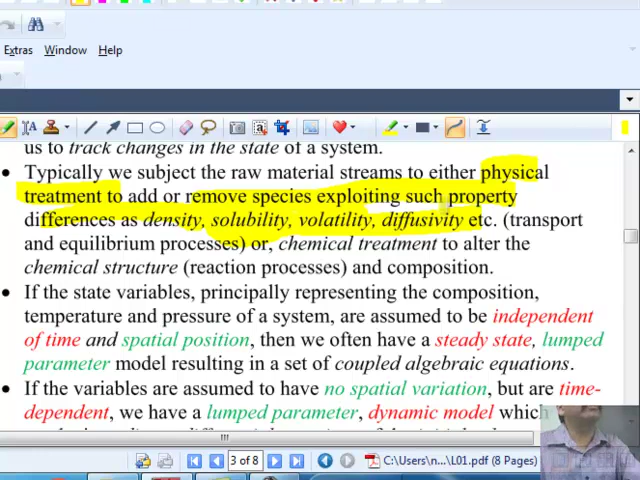 Extras Window Help
us to track changes in the state of a system.
• Typically we subject the raw material streams to either physical
treatment to add or remove species exploiting such property
differences as density, solubility, volatility, diffusivity etc. (transport
and equilibrium processes) or, chemical treatment to alter the
chemical structure (reaction processes) and composition.
• If the state variables, principally representing the composition,
temperature and pressure of a system, are assumed to be independent
of time and spatial position, then we often have a steady state, lumped
parameter model resulting in a set of coupled algebraic equations.
• If the variables are assumed to have no spatial variation, but are time-
dependent, we have a lumped parameter, dynamic model which
3 of 8
C:\Users\n... L01.pdf (8 Pages)